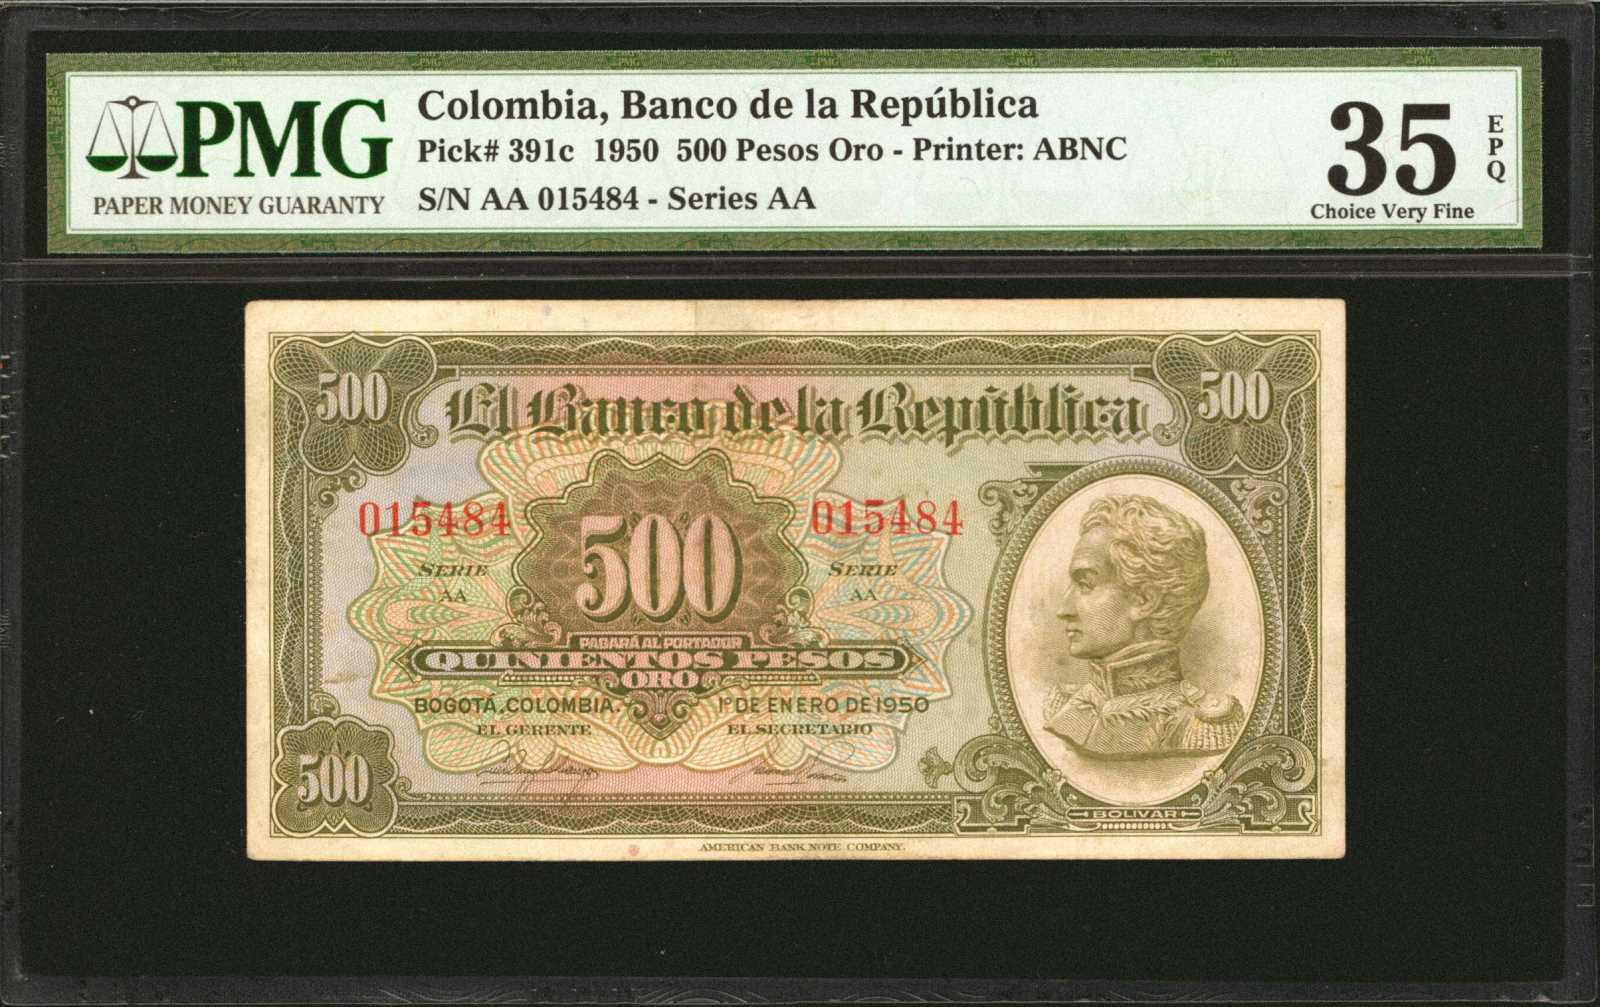 PMG
PAPER MONEY GUARANTY
Colombia, Banco de la República
Pick# 391c 1950 500 Pesos Oro - Printer: ABNC
S/N AA 015484 - Series AA
35
EPQ
Choice Very Fine
500 500
El Banco de la República
015484 015484
500
SERIE SERIE
AA AA
PAGARÁ AL PORTADOR
QUINIENTOS PESOS
ORO
BOGOTÁ, COLOMBIA. 1º DE ENERO DE 1950
EL GERENTE EL SECRETARIO
500
BOLIVAR
AMERICAN BANK NOTE COMPANY.